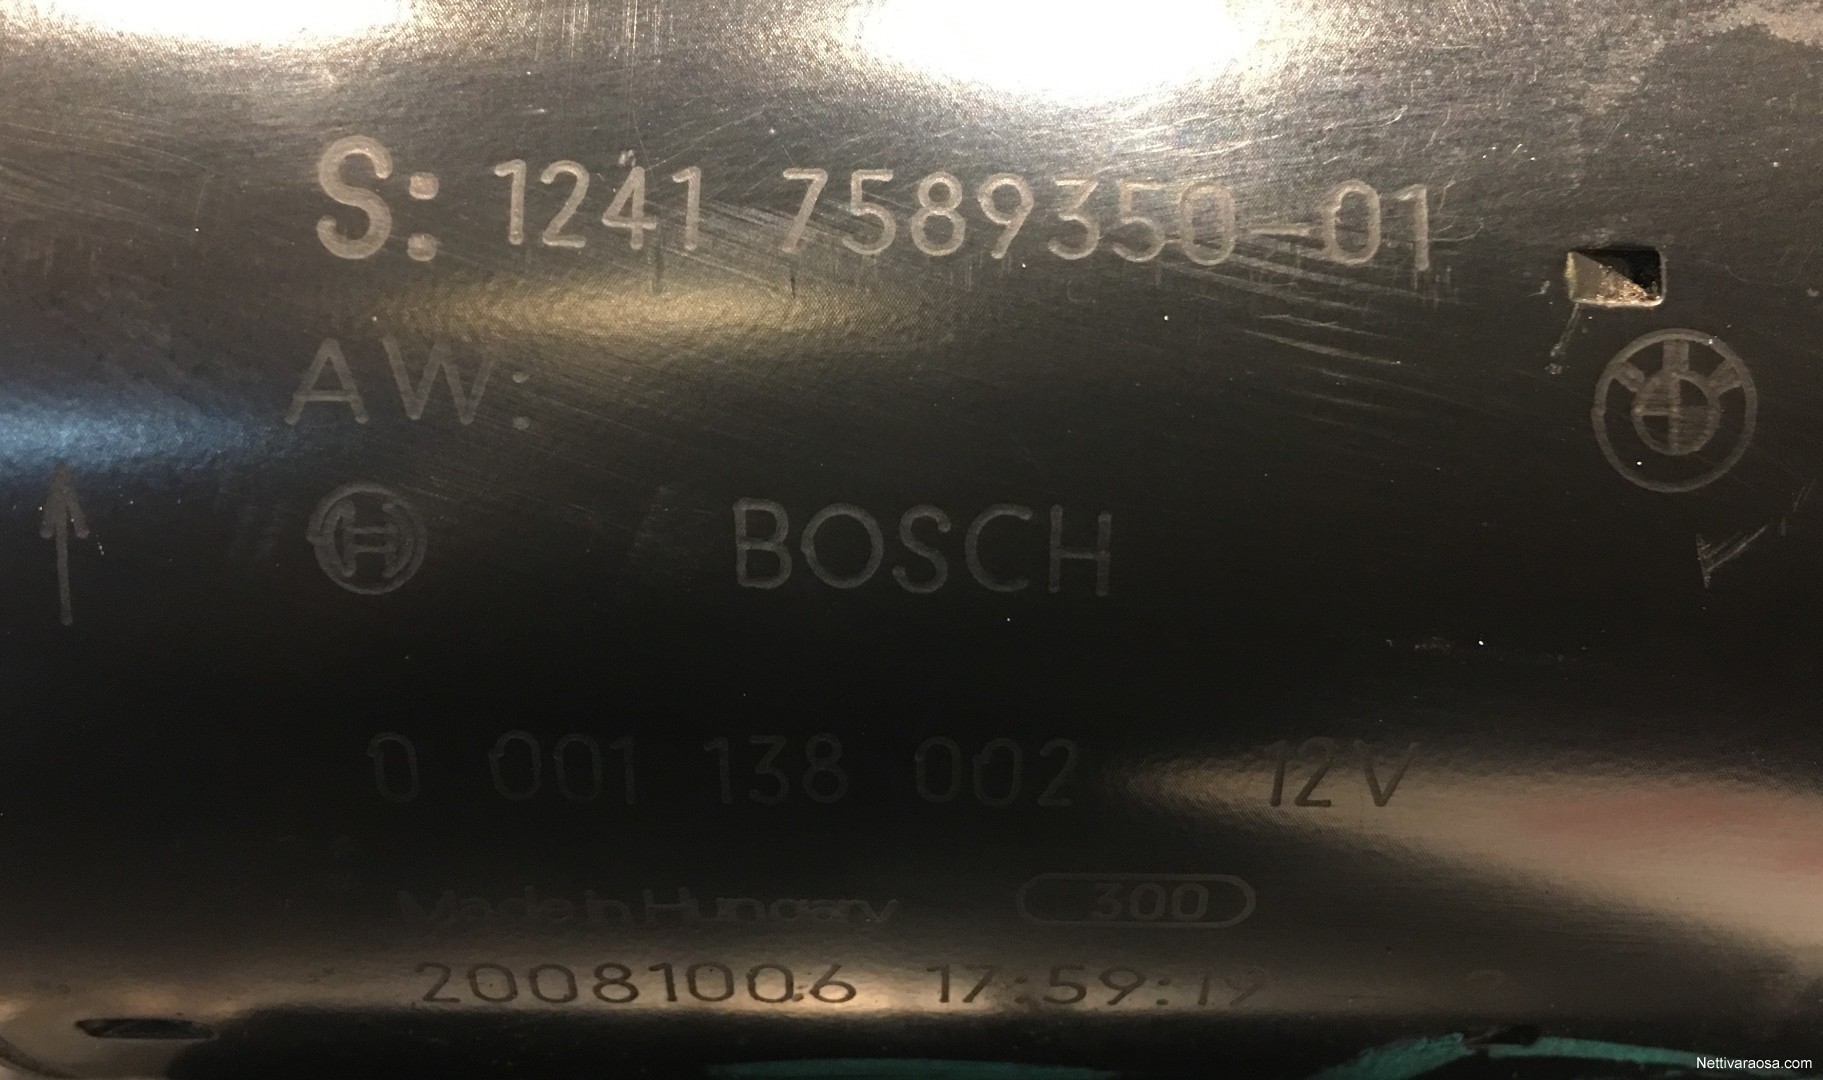 S: 1241 7589350-01
AW:
BOSCH
0 001 138 002 12V
Made in Hungary 300
20081006 17:59:19
Nettivaraosa.com